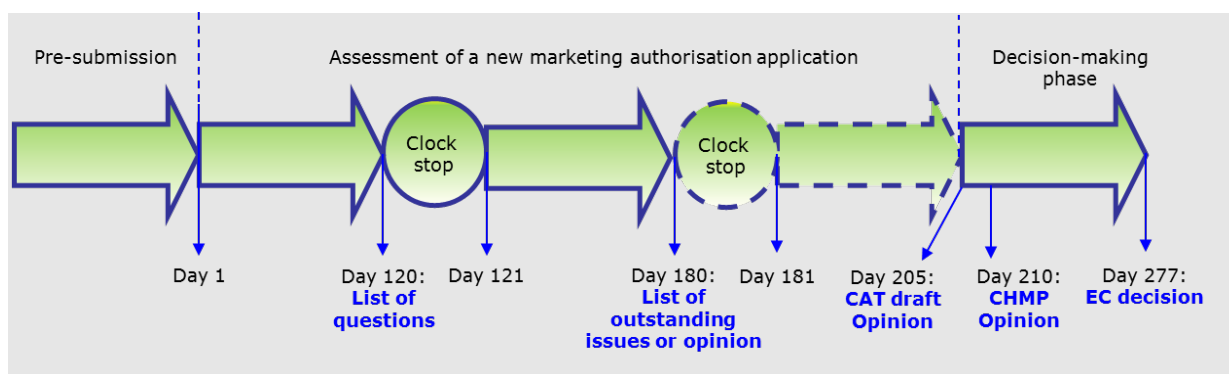 Pre-submission
Assessment of a new marketing authorisation application
Decision-making
phase
Clock
stop
Clock
stop
Day 1
Day 120:
List of
questions
Day 121
Day 180:
List of
outstanding
issues or opinion
Day 181
Day 205:
CAT draft
Opinion
Day 210:
CHMP
Opinion
Day 277:
EC decision